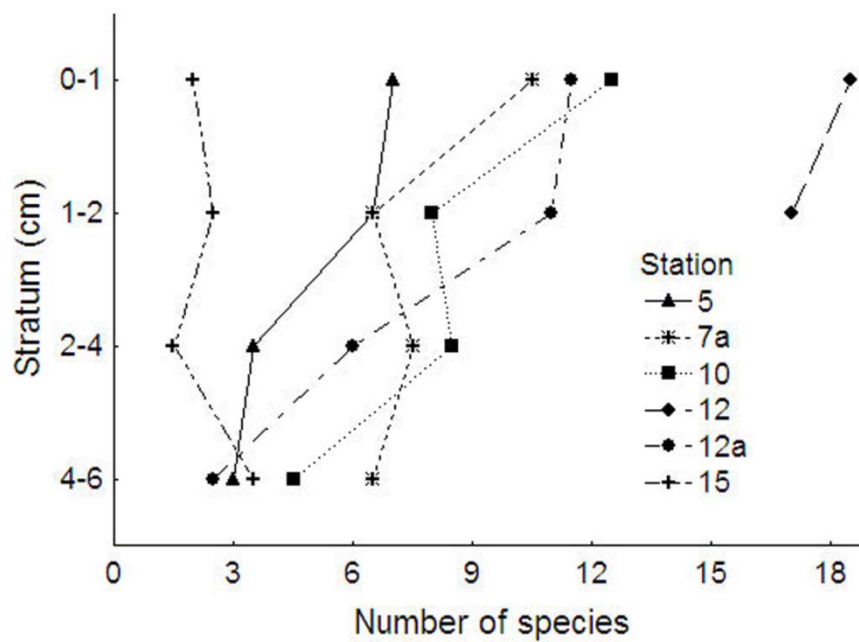 0-1
1-2
2-4
4-6
Stratum (cm)
Station
5
7a
10
12
12a
15
0 3 6 9 12 15 18
Number of species